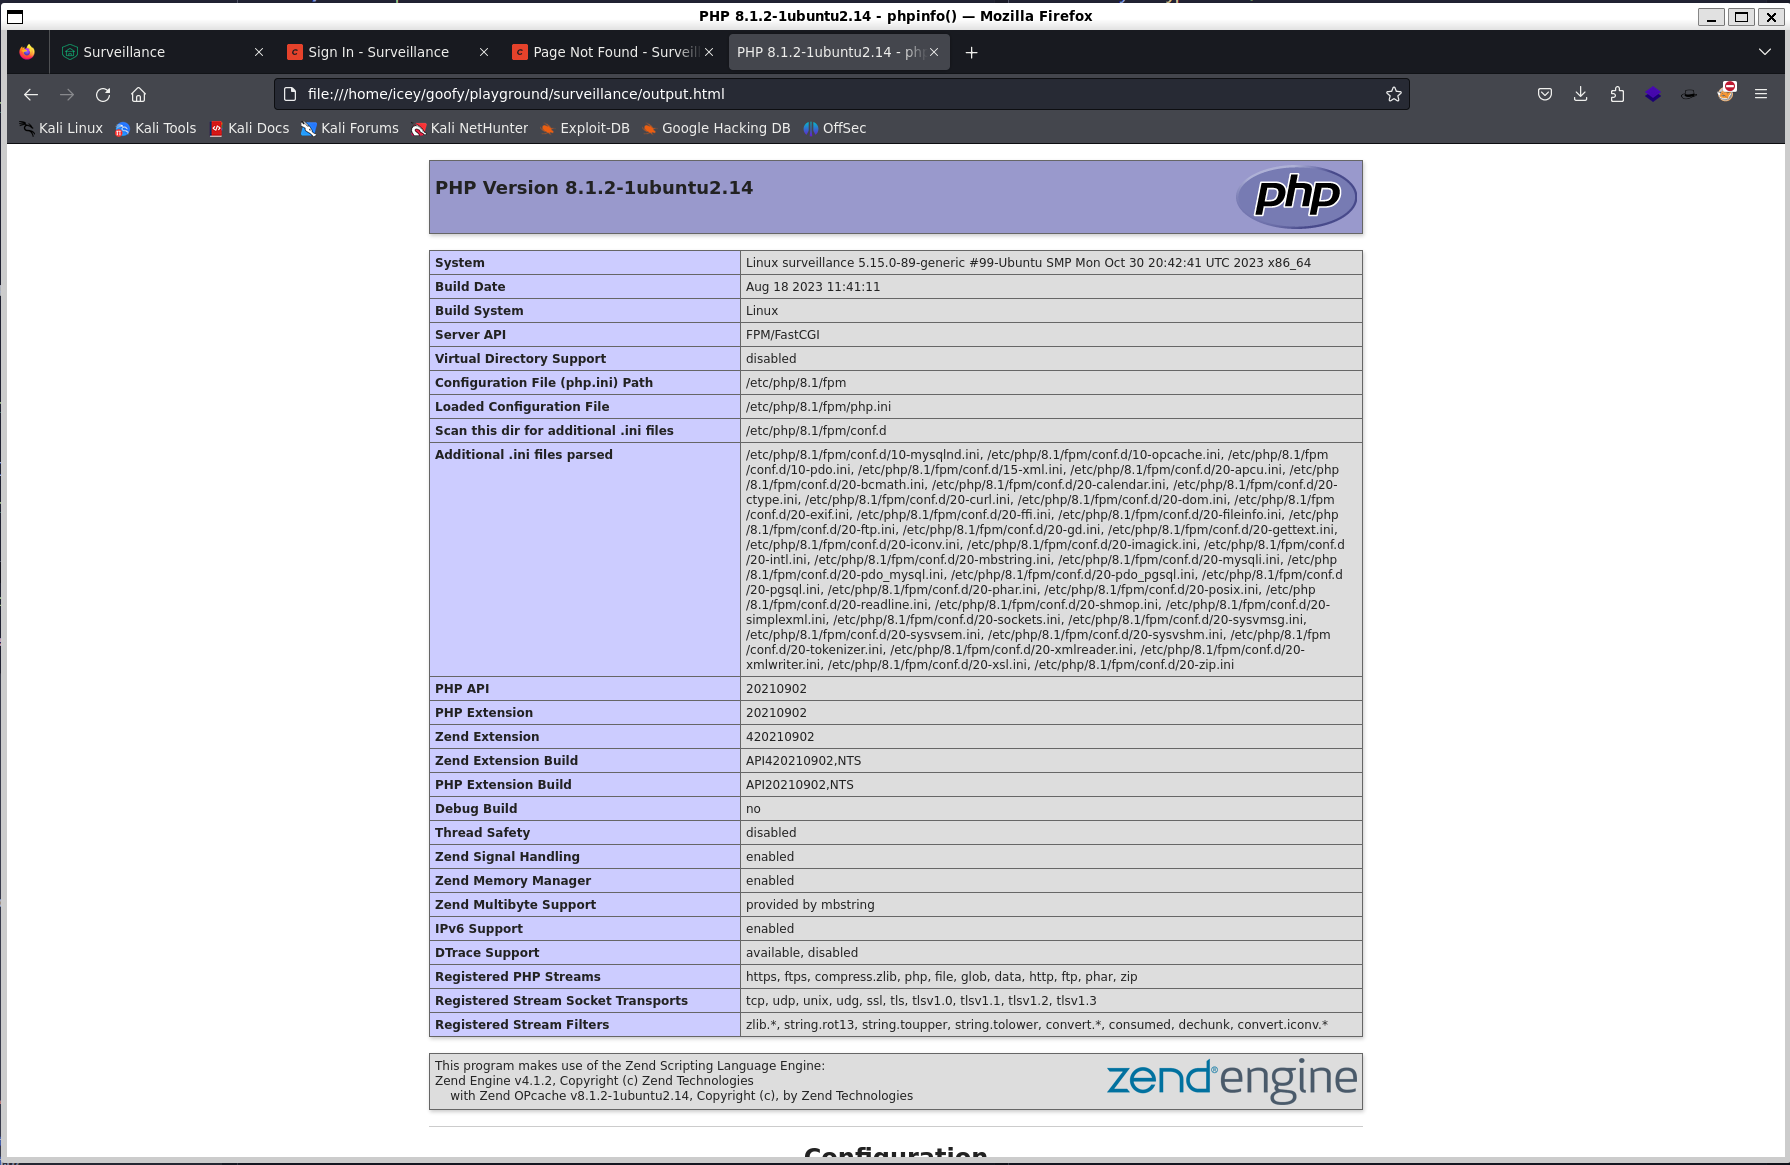 PHP 8.1.2-1ubuntu2.14 - phpinfo() — Mozilla Firefox
Surveillance
Sign In - Surveillance
Page Not Found - Surveil
PHP 8.1.2-1ubuntu2.14 - ph
file:///home/icey/goofy/playground/surveillance/output.html
Kali Linux Kali Tools Kali Docs Kali Forums Kali NetHunter Exploit-DB Google Hacking DB OffSec
PHP Version 8.1.2-1ubuntu2.14
php
System Linux surveillance 5.15.0-89-generic #99-Ubuntu SMP Mon Oct 30 20:42:41 UTC 2023 x86_64
Build Date Aug 18 2023 11:41:11
Build System Linux
Server API FPM/FastCGI
Virtual Directory Support disabled
Configuration File (php.ini) Path /etc/php/8.1/fpm
Loaded Configuration File /etc/php/8.1/fpm/php.ini
Scan this dir for additional .ini files /etc/php/8.1/fpm/conf.d
Additional .ini files parsed /etc/php/8.1/fpm/conf.d/10-mysqlnd.ini, /etc/php/8.1/fpm/conf.d/10-opcache.ini, /etc/php/8.1/fpm
/conf.d/10-pdo.ini, /etc/php/8.1/fpm/conf.d/15-xml.ini, /etc/php/8.1/fpm/conf.d/20-apcu.ini, /etc/php
/8.1/fpm/conf.d/20-bcmath.ini, /etc/php/8.1/fpm/conf.d/20-calendar.ini, /etc/php/8.1/fpm/conf.d/20-
ctype.ini, /etc/php/8.1/fpm/conf.d/20-curl.ini, /etc/php/8.1/fpm/conf.d/20-dom.ini, /etc/php/8.1/fpm
/conf.d/20-exif.ini, /etc/php/8.1/fpm/conf.d/20-ffi.ini, /etc/php/8.1/fpm/conf.d/20-fileinfo.ini, /etc/php
/8.1/fpm/conf.d/20-ftp.ini, /etc/php/8.1/fpm/conf.d/20-gd.ini, /etc/php/8.1/fpm/conf.d/20-gettext.ini,
/etc/php/8.1/fpm/conf.d/20-iconv.ini, /etc/php/8.1/fpm/conf.d/20-imagick.ini, /etc/php/8.1/fpm/conf.d
/20-intl.ini, /etc/php/8.1/fpm/conf.d/20-mbstring.ini, /etc/php/8.1/fpm/conf.d/20-mysqli.ini, /etc/php
/8.1/fpm/conf.d/20-pdo_mysql.ini, /etc/php/8.1/fpm/conf.d/20-pdo_pgsql.ini, /etc/php/8.1/fpm/conf.d
/20-pgsql.ini, /etc/php/8.1/fpm/conf.d/20-phar.ini, /etc/php/8.1/fpm/conf.d/20-posix.ini, /etc/php
/8.1/fpm/conf.d/20-readline.ini, /etc/php/8.1/fpm/conf.d/20-shmop.ini, /etc/php/8.1/fpm/conf.d/20-
simplexml.ini, /etc/php/8.1/fpm/conf.d/20-sockets.ini, /etc/php/8.1/fpm/conf.d/20-sysvmsg.ini,
/etc/php/8.1/fpm/conf.d/20-sysvsem.ini, /etc/php/8.1/fpm/conf.d/20-sysvshm.ini, /etc/php/8.1/fpm
/conf.d/20-tokenizer.ini, /etc/php/8.1/fpm/conf.d/20-xmlreader.ini, /etc/php/8.1/fpm/conf.d/20-
xmlwriter.ini, /etc/php/8.1/fpm/conf.d/20-xsl.ini, /etc/php/8.1/fpm/conf.d/20-zip.ini
PHP API 20210902
PHP Extension 20210902
Zend Extension 420210902
Zend Extension Build API420210902,NTS
PHP Extension Build API20210902,NTS
Debug Build no
Thread Safety disabled
Zend Signal Handling enabled
Zend Memory Manager enabled
Zend Multibyte Support provided by mbstring
IPv6 Support enabled
DTrace Support available, disabled
Registered PHP Streams https, ftps, compress.zlib, php, file, glob, data, http, ftp, phar, zip
Registered Stream Socket Transports tcp, udp, unix, udg, ssl, tls, tlsv1.0, tlsv1.1, tlsv1.2, tlsv1.3
Registered Stream Filters zlib.*, string.rot13, string.toupper, string.tolower, convert.*, consumed, dechunk, convert.iconv.*
This program makes use of the Zend Scripting Language Engine:
Zend Engine v4.1.2, Copyright (c) Zend Technologies
with Zend OPcache v8.1.2-1ubuntu2.14, Copyright (c), by Zend Technologies
zend®engine
Configuration